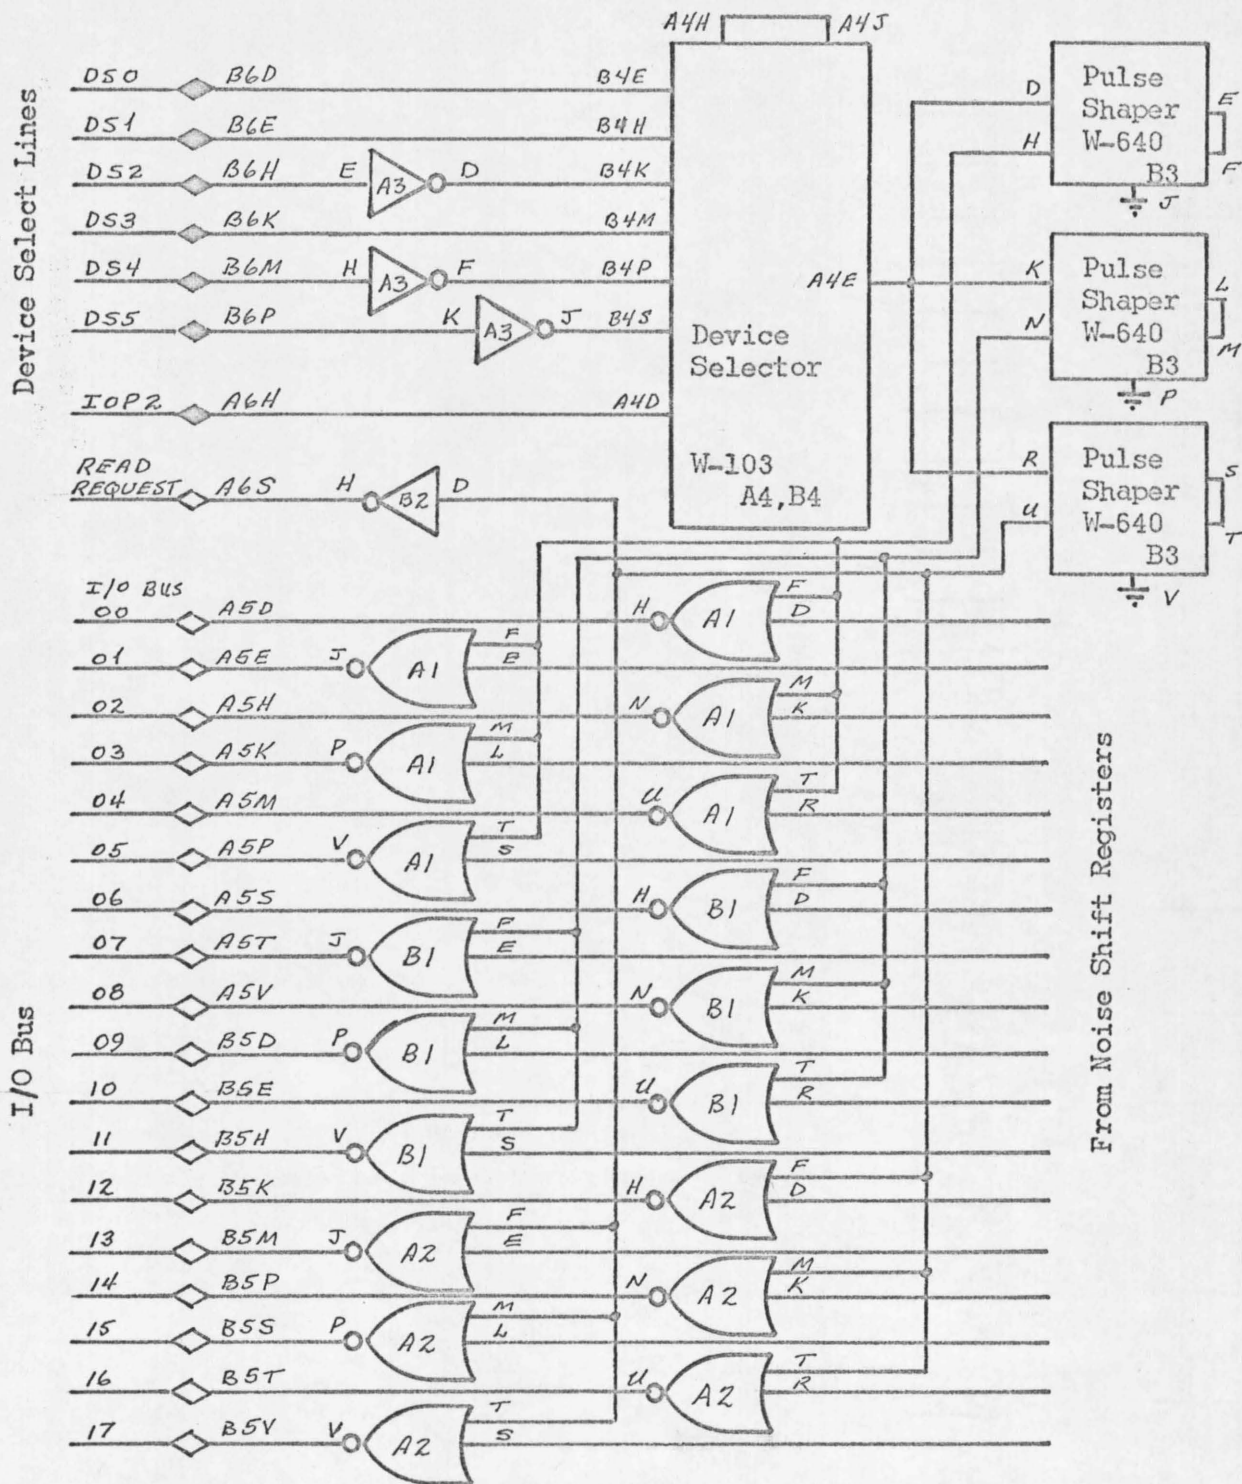 A4H A4J
Device Select Lines
DS0 B6D B4E
DS1 B6E B4H
DS2 B6H E A3 D B4K
DS3 B6K B4M
DS4 B6M H A3 F B4P
DS5 B6P K A3 J B4S
IOP2 A6H A4D
READ
REQUEST A6S H B2 D
A4E
Device
Selector
W-103
A4,B4
D Pulse E
Shaper
H W-640 F
B3
J
K Pulse L
Shaper
N W-640 M
B3
P
R Pulse S
Shaper
U W-640 T
B3
V
I/O Bus
I/O BUS
00 A5D H A1 F D
01 A5E J A1 F E
02 A5H N A1 M K
03 A5K P A1 M L
04 A5M U A1 T R
05 A5P V A1 T S
06 A5S H B1 F D
07 A5T J B1 F E
08 A5V N B1 M K
09 B5D P B1 M L
10 B5E U B1 T R
11 B5H V B1 T S
12 B5K H A2 F D
13 B5M J A2 F E
14 B5P N A2 M K
15 B5S P A2 M L
16 B5T U A2 T R
17 B5V V A2 T S
From Noise Shift Registers